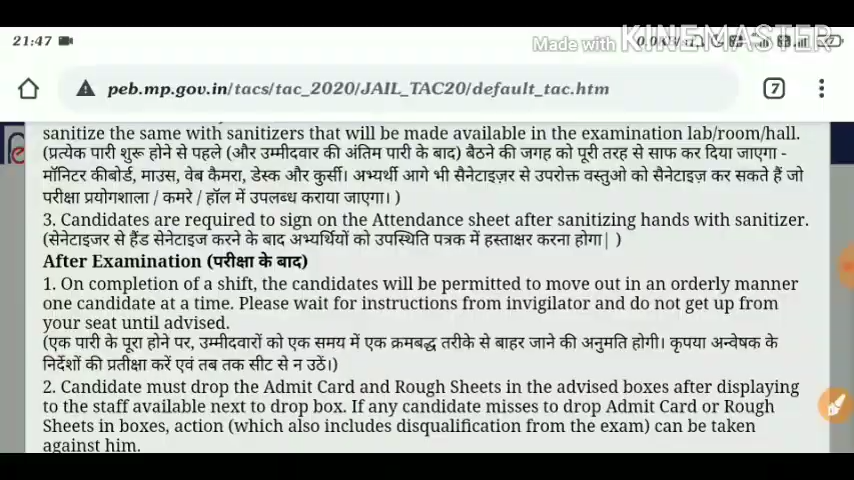 21:47
Made with KINEMASTER
peb.mp.gov.in/tacs/tac_2020/JAIL_TAC20/default_tac.htm
7
sanitize the same with sanitizers that will be made available in the examination lab/room/hall.
(प्रत्येक पारी शुरू होने से पहले (और उम्मीदवार की अंतिम पारी के बाद) बैठने की जगह को पूरी तरह से साफ कर दिया जाएगा -
मॉनिटर कीबोर्ड, माउस, वेब कैमरा, डेस्क और कुर्सी। अभ्यर्थी आगे भी सैनेटाइज़र से उपरोक्त वस्तुओ को सैनेटाइज़ कर सकते हैं जो
परीक्षा प्रयोगशाला / कमरे / हॉल में उपलब्ध कराया जाएगा। )
3. Candidates are required to sign on the Attendance sheet after sanitizing hands with sanitizer.
(सेनेटाइजर से हैंड सेनेटाइज करने के बाद अभ्यर्थियों को उपस्थिति पत्रक में हस्ताक्षर करना होगा| )
After Examination (परीक्षा के बाद)
1. On completion of a shift, the candidates will be permitted to move out in an orderly manner
one candidate at a time. Please wait for instructions from invigilator and do not get up from
your seat until advised.
(एक पारी के पूरा होने पर, उम्मीदवारों को एक समय में एक क्रमबद्ध तरीके से बाहर जाने की अनुमति होगी। कृपया अन्वेषक के
निर्देशों की प्रतीक्षा करें एवं तब तक सीट से न उठें।)
2. Candidate must drop the Admit Card and Rough Sheets in the advised boxes after displaying
to the staff available next to drop box. If any candidate misses to drop Admit Card or Rough
Sheets in boxes, action (which also includes disqualification from the exam) can be taken
against him.